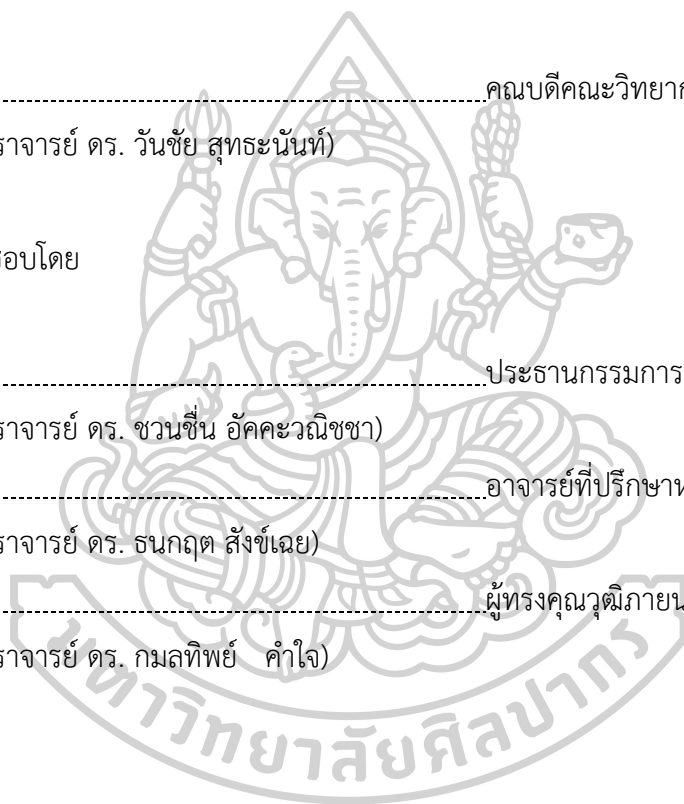 คณบดีคณะวิทยาก
ราจารย์ ดร. วันชัย สุทธะนันท์)
อบโดย
ประธานกรรมการ
ราจารย์ ดร. ชวนชื่น อัคคะวณิชชา)
อาจารย์ที่ปรึกษาห
ราจารย์ ดร. ธนกฤต สังข์เฉย)
ผู้ทรงคุณวุฒิภายน
ราจารย์ ดร. กมลทิพย์ คำใจ)
มหาวิทยาลัยศิลปากร